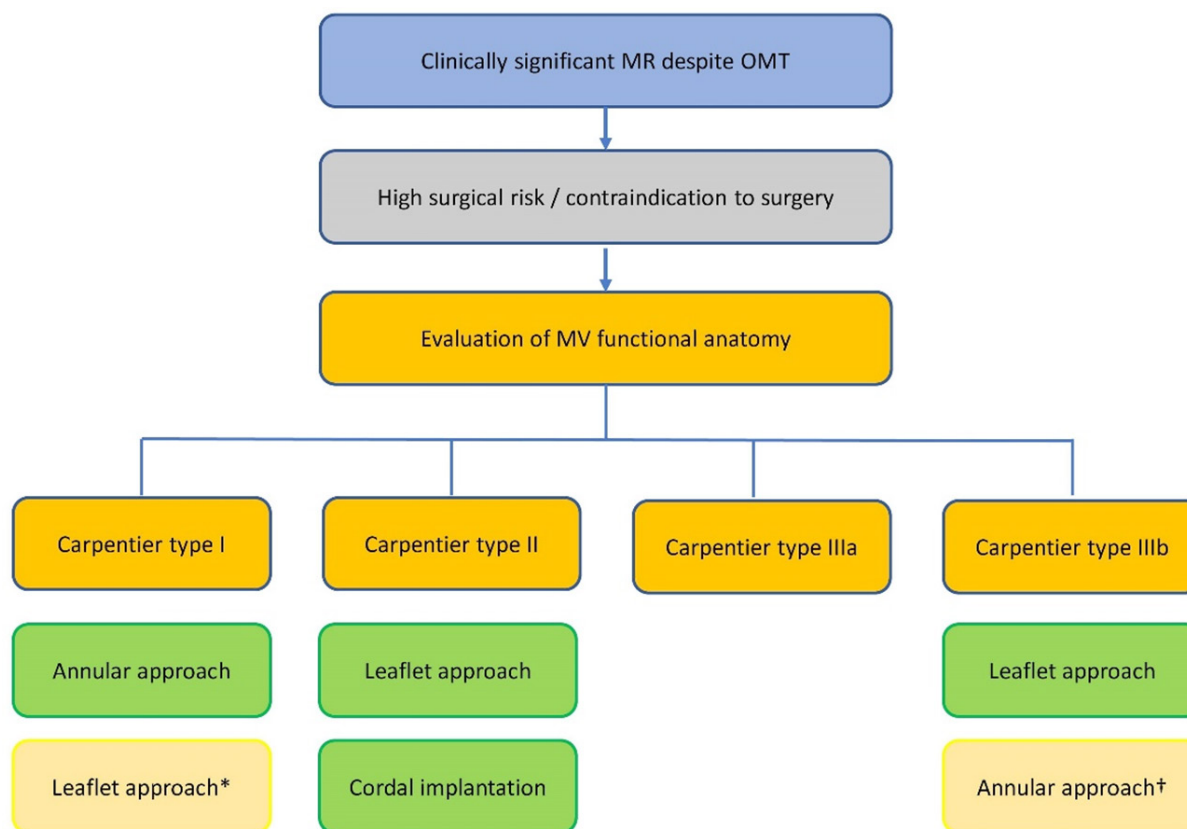 Clinically significant MR despite OMT
High surgical risk / contraindication to surgery
Evaluation of MV functional anatomy
Carpentier type I
Carpentier type II
Carpentier type IIIa
Carpentier type IIIb
Annular approach
Leaflet approach
Leaflet approach
Leaflet approach*
Cordal implantation
Annular approach†